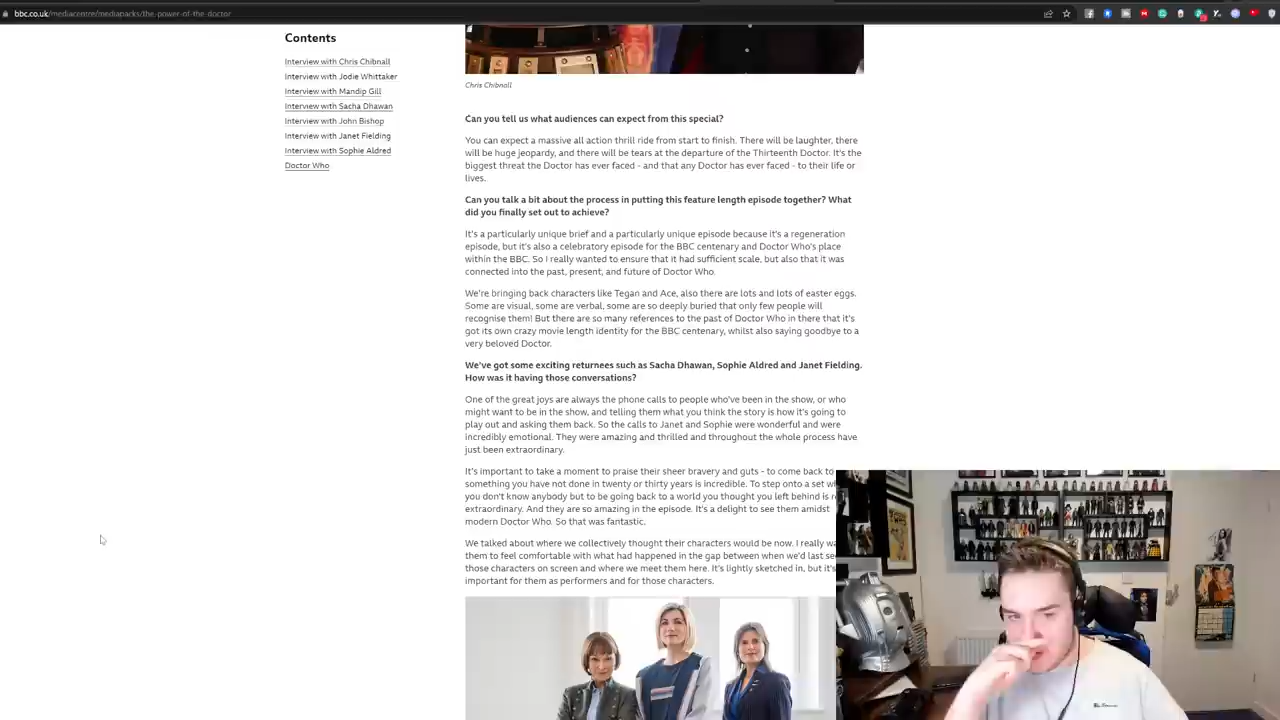 bbc.co.uk/mediacentre/mediapacks/the-power-of-the-doctor
Contents
Interview with Chris Chibnall
Interview with Jodie Whittaker
Interview with Mandip Gill
Interview with Sacha Dhawan
Interview with John Bishop
Interview with Janet Fielding
Interview with Sophie Aldred
Doctor Who
Chris Chibnall
Can you tell us what audiences can expect from this special?
You can expect a massive all action thrill ride from start to finish. There will be laughter, there
will be huge jeopardy, and there will be tears at the departure of the Thirteenth Doctor. It's the
biggest threat the Doctor has ever faced - and that any Doctor has ever faced - to their life or
lives.
Can you talk a bit about the process in putting this feature length episode together? What
did you finally set out to achieve?
It's a particularly unique brief and a particularly unique episode because it's a regeneration
episode, but it's also a celebratory episode for the BBC centenary and Doctor Who's place
within the BBC. So I really wanted to ensure that it had sufficient scale, but also that it was
connected into the past, present, and future of Doctor Who.
We're bringing back characters like Tegan and Ace, also there are lots and lots of easter eggs.
Some are visual, some are verbal, some are so deeply buried that only few people will
recognise them! But there are so many references to the past of Doctor Who in there that it's
got its own crazy movie length identity for the BBC centenary, whilst also saying goodbye to a
very beloved Doctor.
We've got some exciting returnees such as Sacha Dhawan, Sophie Aldred and Janet Fielding.
How was it having those conversations?
One of the great joys are always the phone calls to people who've been in the show, or who
might want to be in the show, and telling them what you think the story is how it's going to
play out and asking them back. So the calls to Janet and Sophie were wonderful and were
incredibly emotional. They were amazing and thrilled and throughout the whole process have
just been extraordinary.
It's important to take a moment to praise their sheer bravery and guts - to come back to
something you have not done in twenty or thirty years is incredible. To step onto a set wh
you don't know anybody but to be going back to a world you thought you left behind is r
extraordinary. And they are so amazing in the episode. It's a delight to see them amidst
modern Doctor Who. So that was fantastic.
We talked about where we collectively thought their characters would be now. I really wa
them to feel comfortable with what had happened in the gap between when we'd last se
those characters on screen and where we meet them here. It's lightly sketched in, but it's
important for them as performers and for those characters.